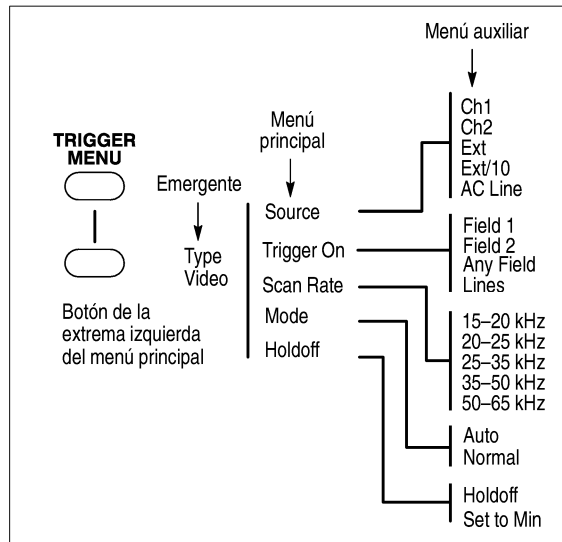 Menú auxiliar
Ch1
Ch2
Ext
Ext/10
AC Line
Menú
principal
TRIGGER
MENU
Emergente
Source
Trigger On
Scan Rate
Mode
Holdoff
Type
Video
Field 1
Field 2
Any Field
Lines
Botón de la
extrema izquierda
del menú principal
15–20 kHz
20–25 kHz
25–35 kHz
35–50 kHz
50–65 kHz
Auto
Normal
Holdoff
Set to Min